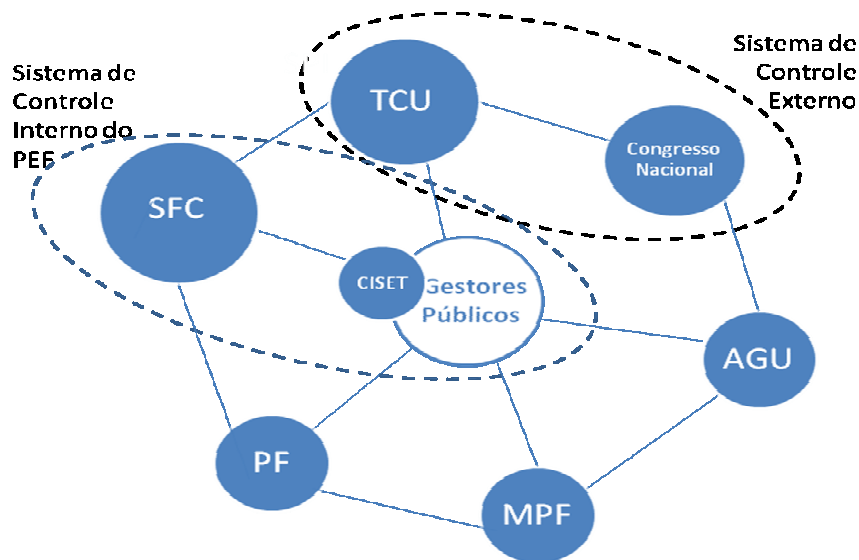 Sistema de
Controle
Interno do
PEF
Sistema de
Controle
Externo
TCU
Congresso
Nacional
SFC
CISET
Gestores
Públicos
AGU
PF
MPF